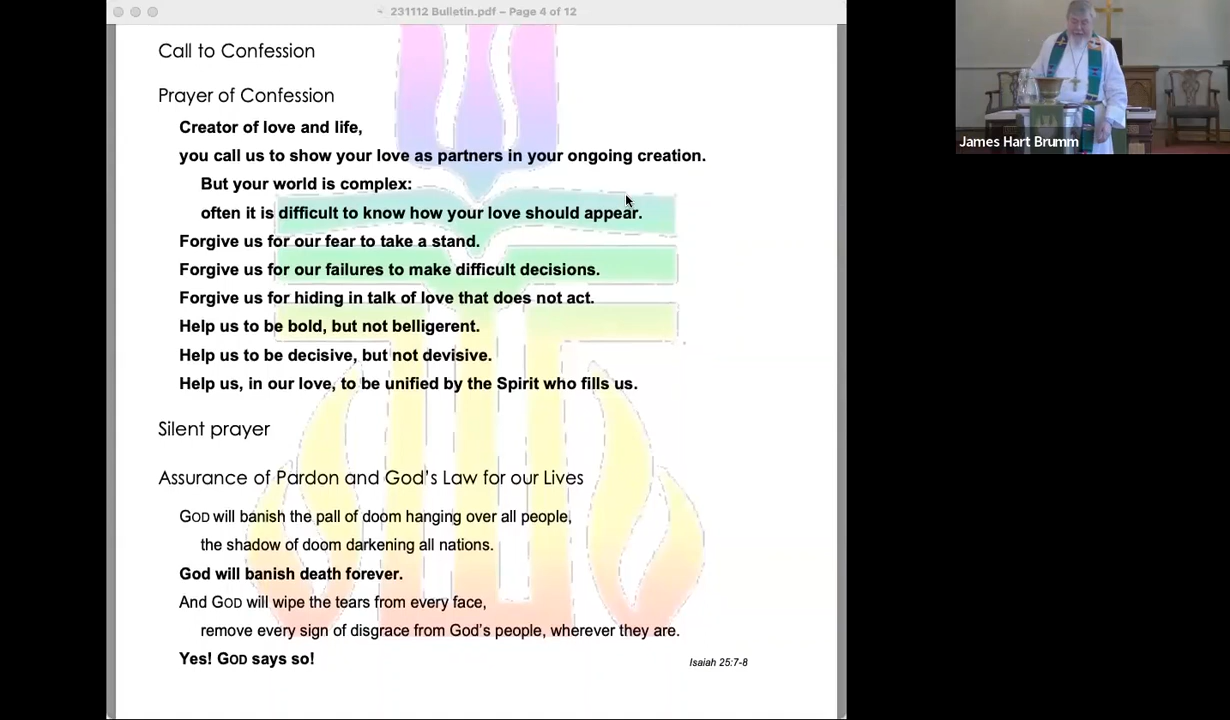 231112 Bulletin.pdf – Page 4 of 12
Call to Confession
Prayer of Confession
Creator of love and life,
you call us to show your love as partners in your ongoing creation.
But your world is complex:
often it is difficult to know how your love should appear.
Forgive us for our fear to take a stand.
Forgive us for our failures to make difficult decisions.
Forgive us for hiding in talk of love that does not act.
Help us to be bold, but not belligerent.
Help us to be decisive, but not devisive.
Help us, in our love, to be unified by the Spirit who fills us.
Silent prayer
Assurance of Pardon and God's Law for our Lives
GOD will banish the pall of doom hanging over all people,
the shadow of doom darkening all nations.
God will banish death forever.
And GOD will wipe the tears from every face,
remove every sign of disgrace from God's people, wherever they are.
Yes! GOD says so!
Isaiah 25:7-8
James Hart Brumm